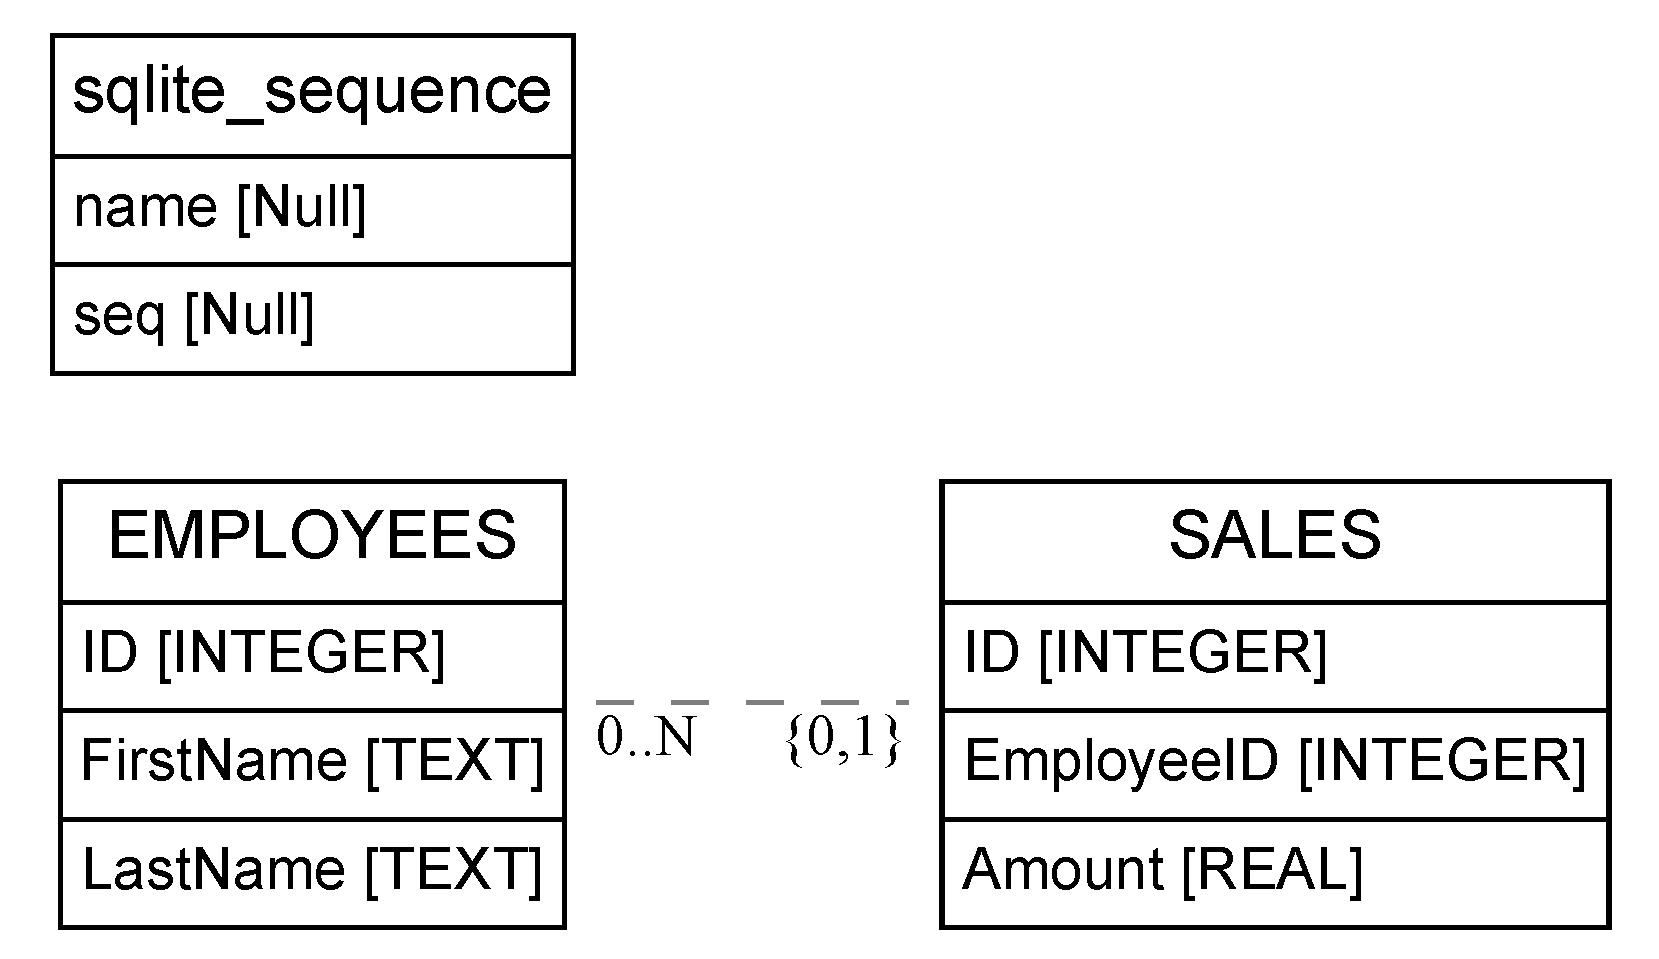 sqlite_sequence
name [Null]
seq [Null]
EMPLOYEES
ID [INTEGER]
FirstName [TEXT]
LastName [TEXT]
0..N {0,1}
SALES
ID [INTEGER]
EmployeeID [INTEGER]
Amount [REAL]